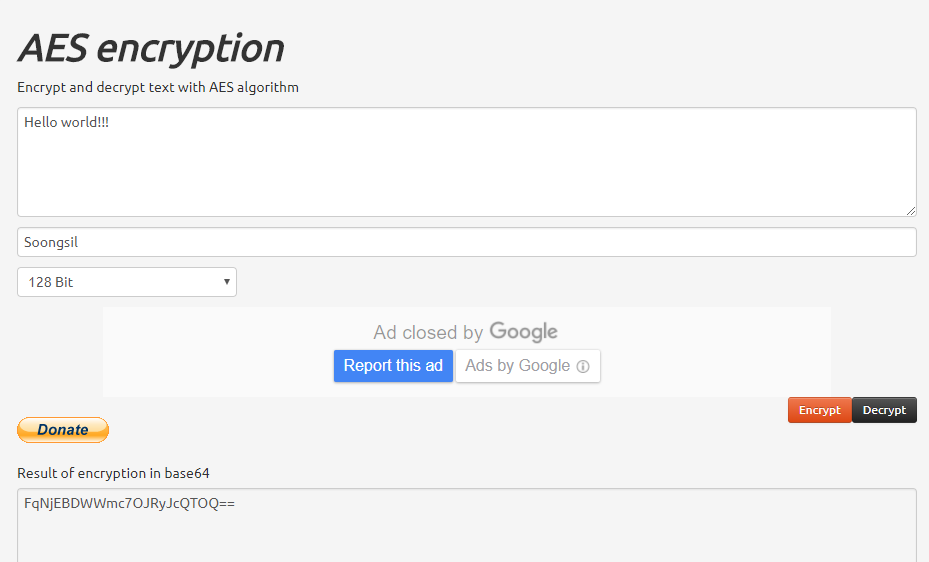 AES encryption
Encrypt and decrypt text with AES algorithm
Hello world!!!
Soongsil
128 Bit
Ad closed by Google
Report this ad Ads by Google
Encrypt Decrypt
Donate
Result of encryption in base64
FqNjEBDWWmc7OJRyJcQTOQ==